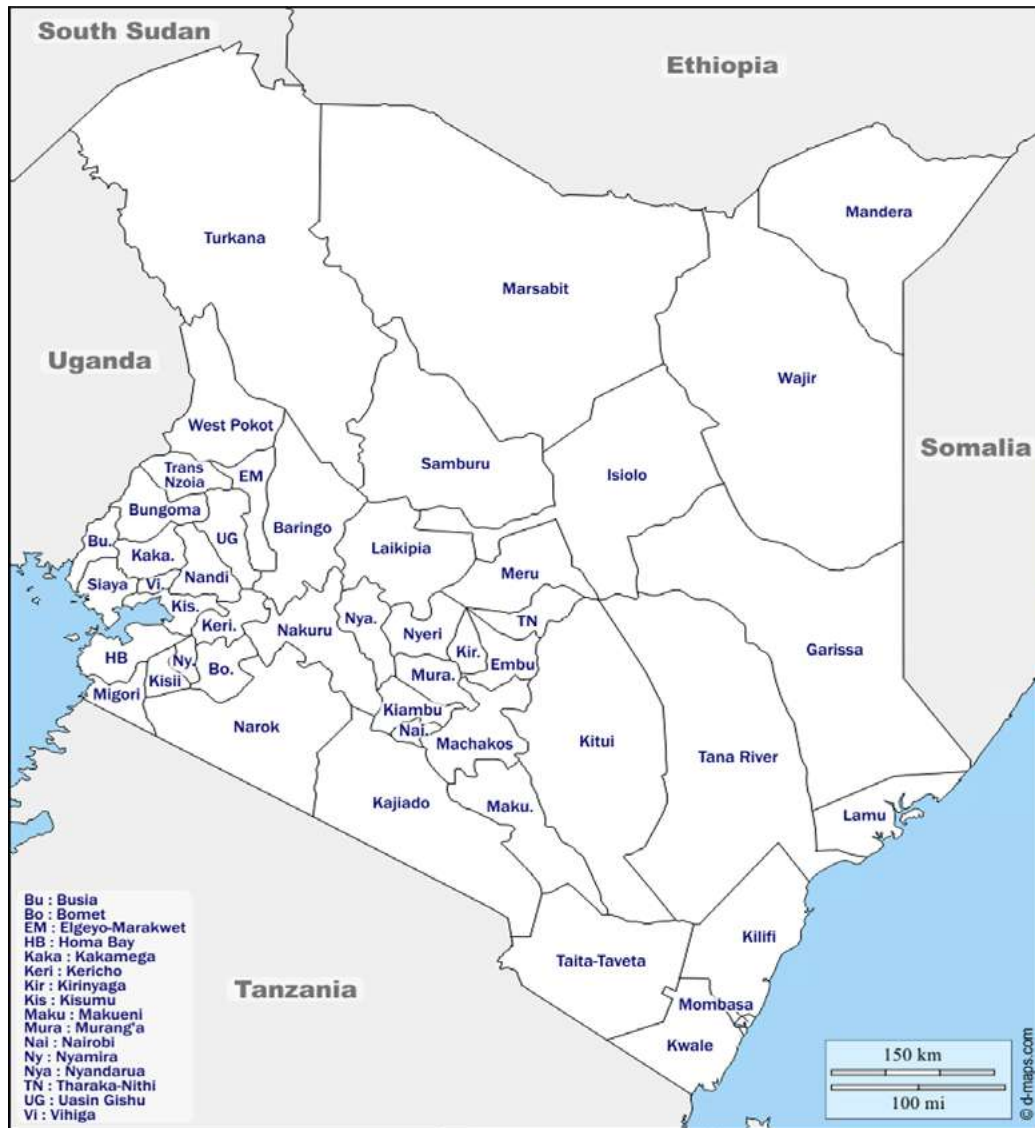 South Sudan
Ethiopia
Mandera
Turkana
Marsabit
Uganda
Wajir
West Pokot
Somalia
Samburu
Trans
Nzoia
EM
Isiolo
Bungoma
Baringo
UG
Bu.
Kaka.
Laikipia
Meru
Siaya
Vi.
Nandi
Kis.
Keri.
Nakuru
Nya.
Nyeri
TN
Kir.
Garissa
HB
Ny.
Kisii
Bo.
Embu
Mura.
Migori
Kiambu
Narok
Nai.
Machakos
Kitui
Tana River
Kajiado
Maku.
Lamu
Bu : Busia
Bo : Bomet
EM : Elgeyo-Marakwet
HB : Homa Bay
Kaka : Kakamega
Keri : Kericho
Kir : Kirinyaga
Kis : Kisumu
Maku : Makueni
Mura : Murang'a
Nai : Nairobi
Ny : Nyamira
Nya : Nyandarua
TN : Tharaka-Nithi
UG : Uasin Gishu
Vi : Vihiga
Kilifi
Taita-Taveta
Tanzania
Mombasa
Kwale
150 km
100 mi
© d-maps.com